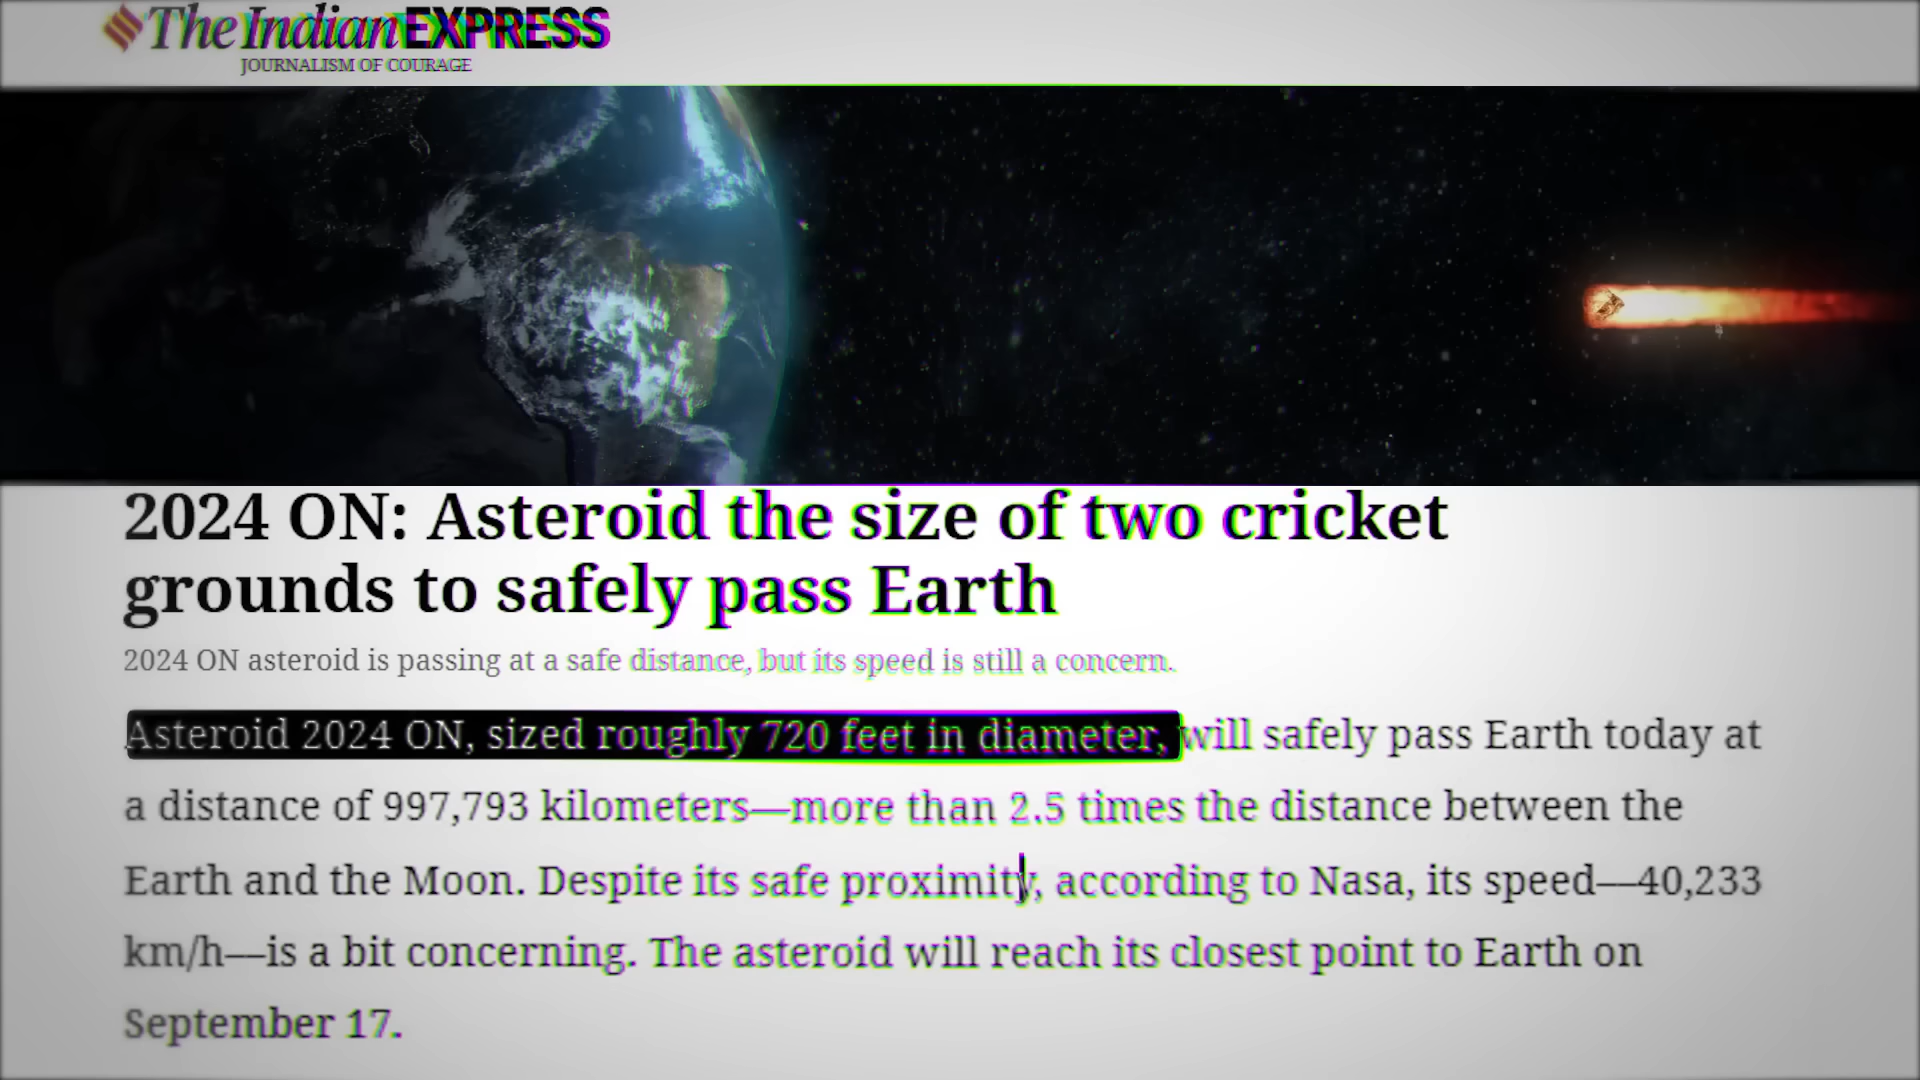 The Indian EXPRESS
JOURNALISM OF COURAGE
2024 ON: Asteroid the size of two cricket
grounds to safely pass Earth
2024 ON asteroid is passing at a safe distance, but its speed is still a concern.
Asteroid 2024 ON, sized roughly 720 feet in diameter, will safely pass Earth today at
a distance of 997,793 kilometers—more than 2.5 times the distance between the
Earth and the Moon. Despite its safe proximity, according to Nasa, its speed—40,233
km/h—is a bit concerning. The asteroid will reach its closest point to Earth on
September 17.